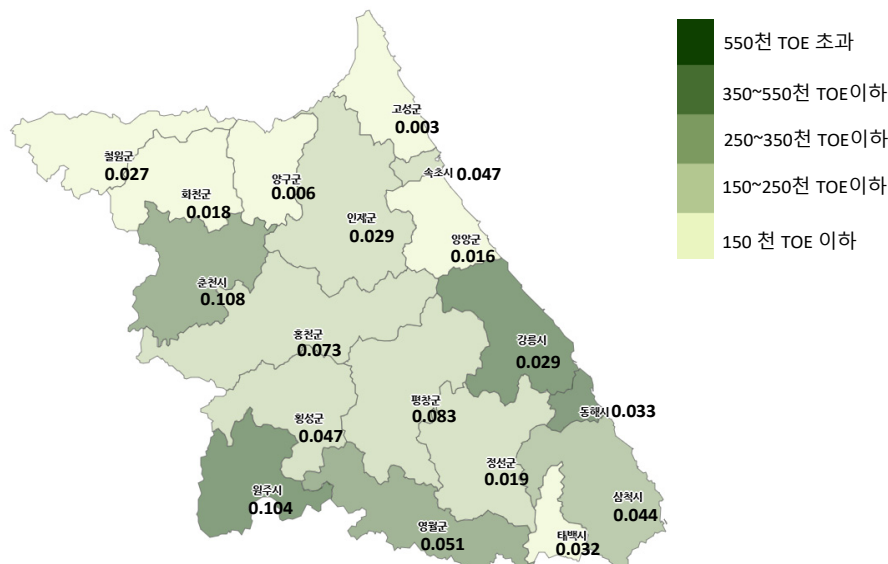 550천 TOE 초과
350~550천 TOE이하
250~350천 TOE이하
150~250천 TOE이하
150 천 TOE 이하
고성군
0.003
철원군
0.027
화천군
0.018
양구군
0.006
속초시 0.047
인제군
0.029
양양군
0.016
춘천시
0.108
홍천군
0.073
강릉시
0.029
평창군
0.083
동해시 0.033
횡성군
0.047
정선군
0.019
원주시
0.104
삼척시
0.044
영월군
0.051
태백시
0.032